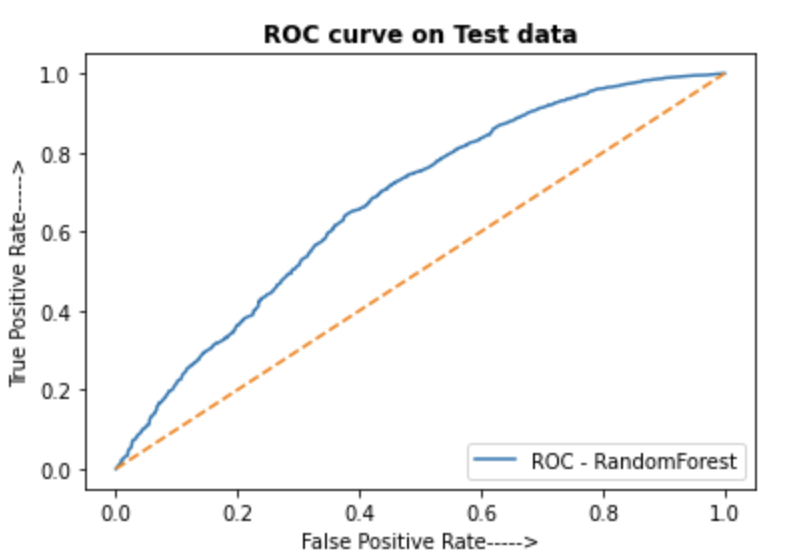 ROC curve on Test data
True Positive Rate----->
1.0
0.8
0.6
0.4
0.2
0.0
ROC - RandomForest
0.0 0.2 0.4 0.6 0.8 1.0
False Positive Rate----->